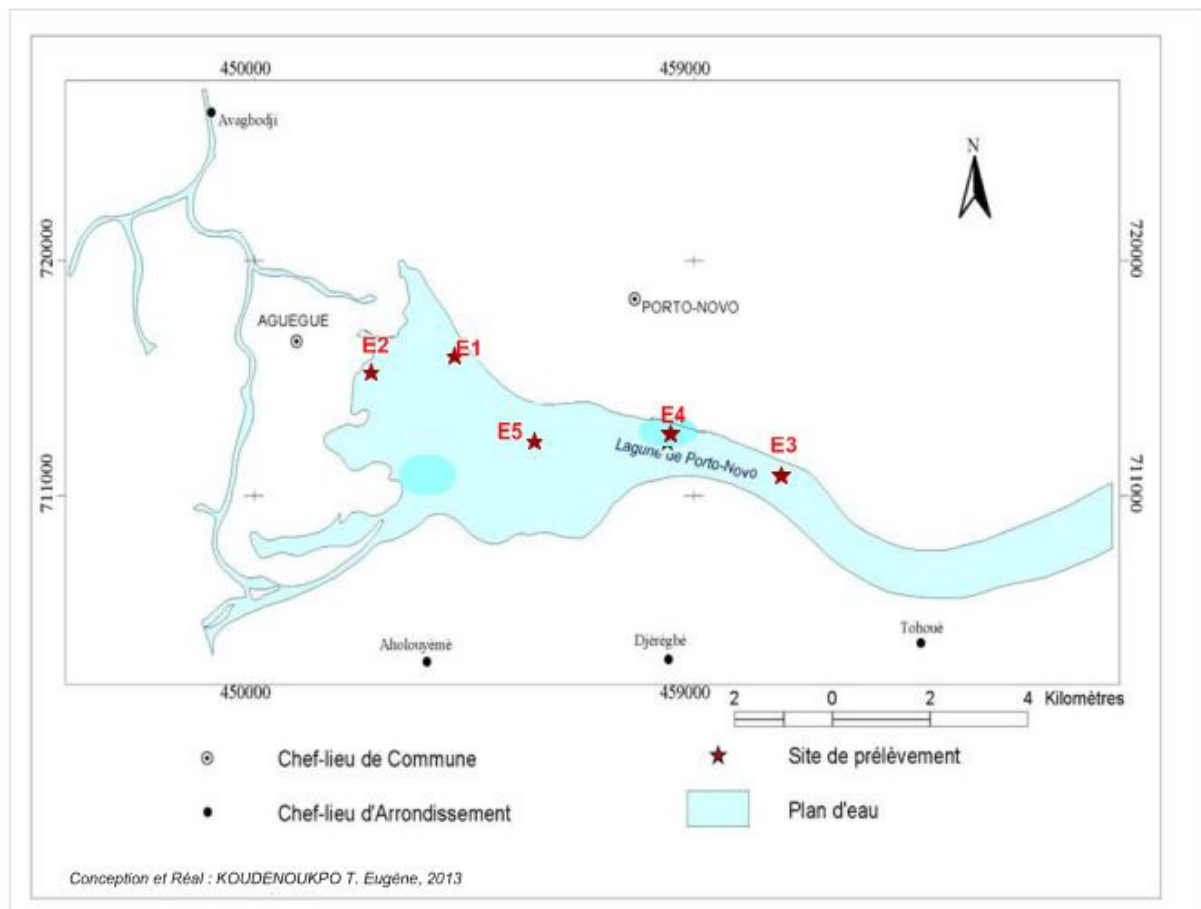 450000
459000
Avagbodji
N
720000
720000
PORTO-NOVO
AGUEGUE
E2
E1
E4
E5
E3
Lagune de Porto-Novo
711000
711000
Tohouè
Aholouyèmè
Djèrègbè
450000
459000
2 0 2 4 Kilomètres
Chef-lieu de Commune
Site de prélèvement
Chef-lieu d'Arrondissement
Plan d'eau
Conception et Réal : KOUDENOUKPO T. Eugène, 2013